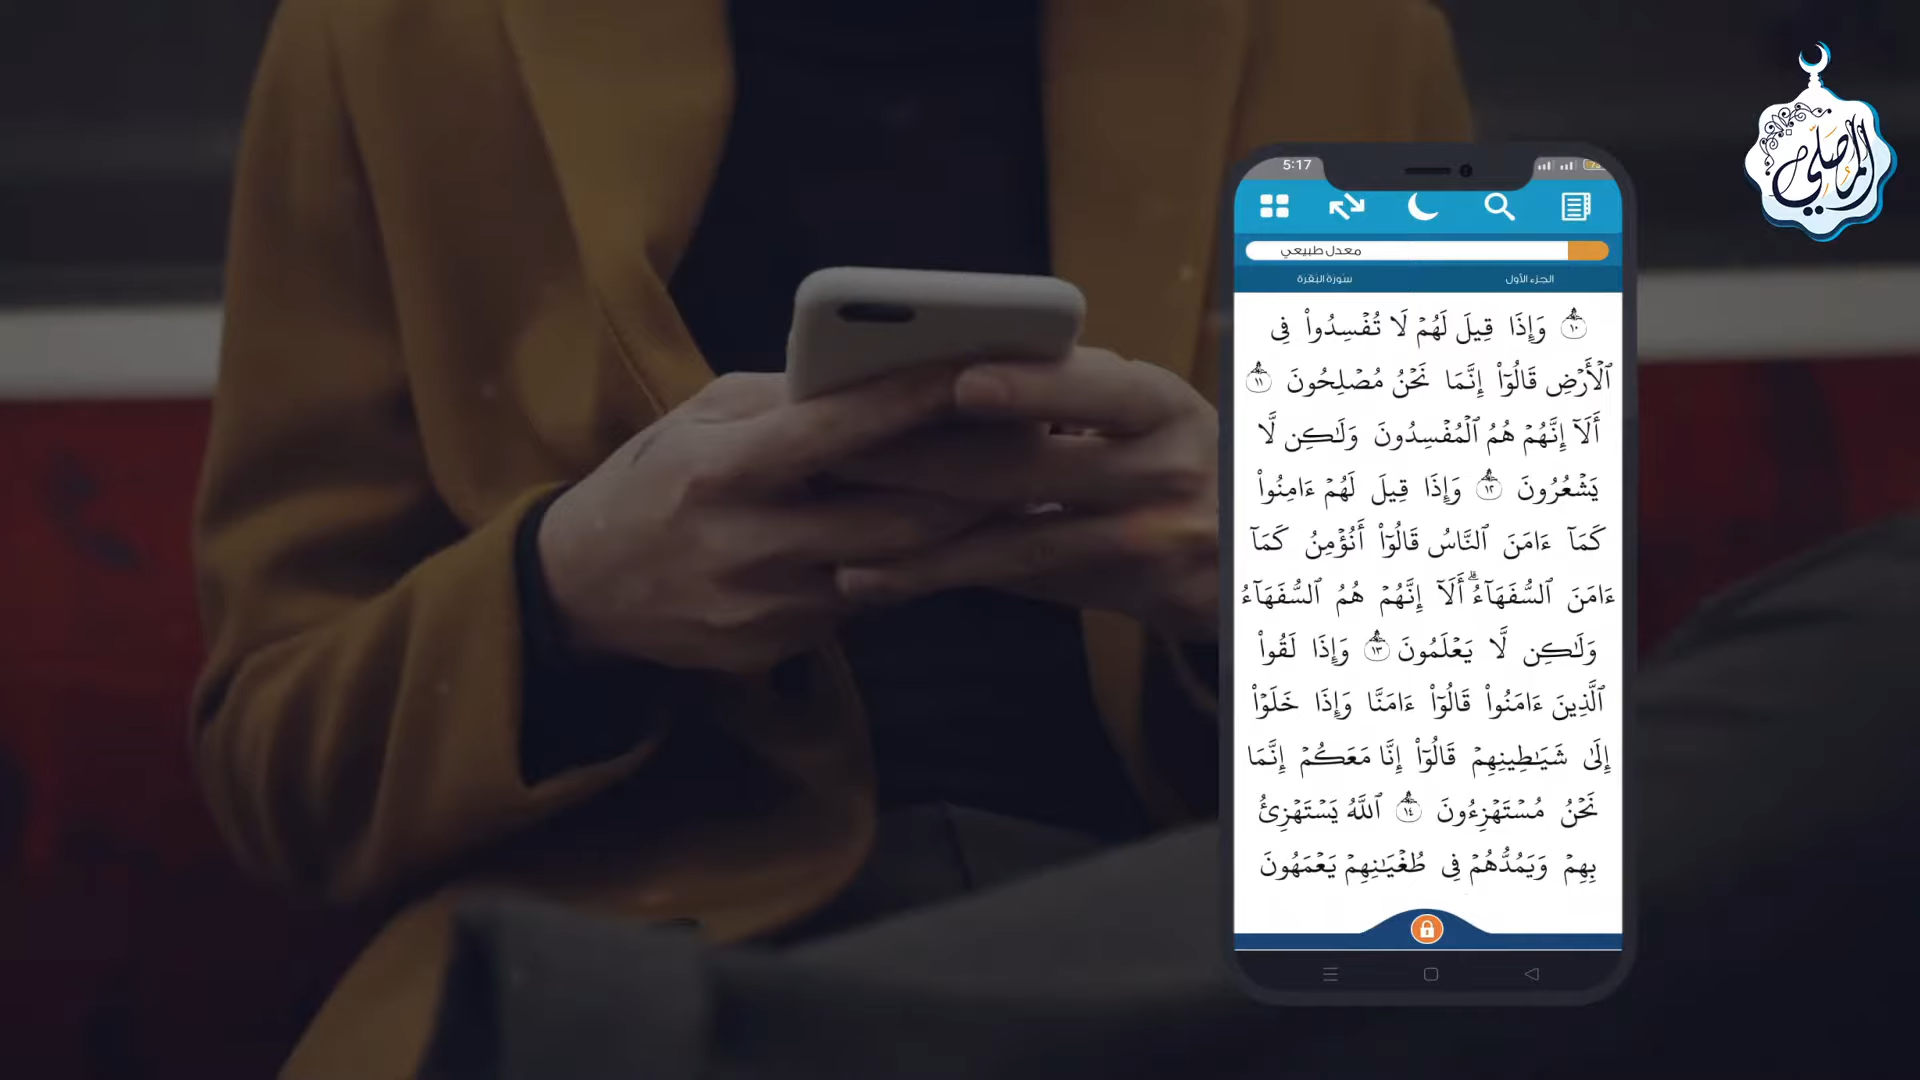 المصلي
5:17
معدل طبيعي
الجزء الأول
سورة البقرة
١٠ وَإِذَا قِيلَ لَهُمْ لَا تُفْسِدُوا۟ فِى
ٱلْأَرْضِ قَالُوٓا۟ إِنَّمَا نَحْنُ مُصْلِحُونَ ١١
أَلَآ إِنَّهُمْ هُمُ ٱلْمُفْسِدُونَ وَلَـٰكِن لَّا
يَشْعُرُونَ ١٢ وَإِذَا قِيلَ لَهُمْ ءَامِنُوا۟
كَمَآ ءَامَنَ ٱلنَّاسُ قَالُوٓا۟ أَنُؤْمِنُ كَمَآ
ءَامَنَ ٱلسُّفَهَآءُ ۗ أَلَآ إِنَّهُمْ هُمُ ٱلسُّفَهَآءُ
وَلَـٰكِن لَّا يَعْلَمُونَ ١٣ وَإِذَا لَقُوا۟
ٱلَّذِينَ ءَامَنُوا۟ قَالُوٓا۟ ءَامَنَّا وَإِذَا خَلَوْا۟
إِلَىٰ شَيَـٰطِينِهِمْ قَالُوٓا۟ إِنَّا مَعَكُمْ إِنَّمَا
نَحْنُ مُسْتَهْزِءُونَ ١٤ ٱللَّهُ يَسْتَهْزِئُ
بِهِمْ وَيَمُدُّهُمْ فِى طُغْيَـٰنِهِمْ يَعْمَهُونَ